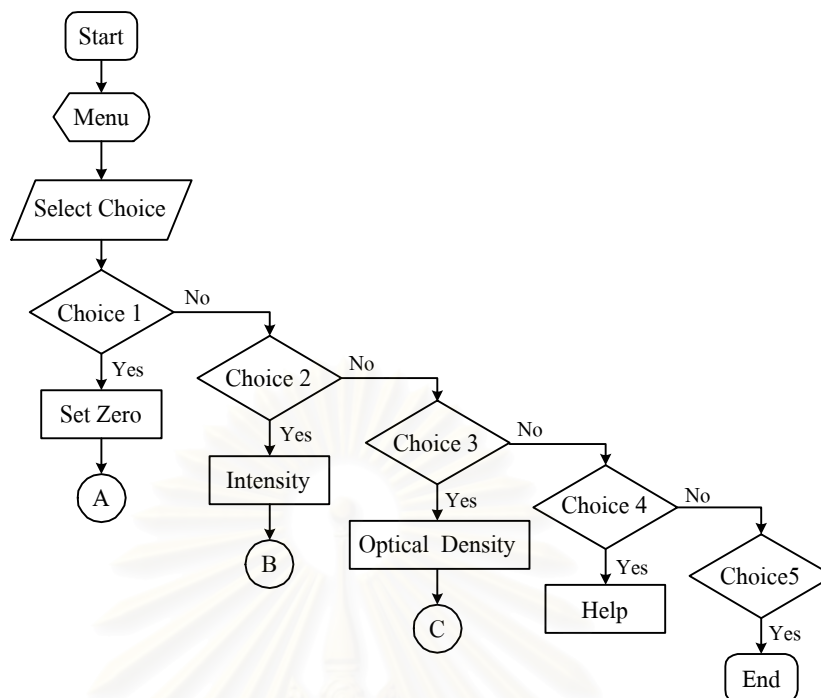 Start
Menu
Select Choice
Choice 1
No
Yes
Set Zero
A
Choice 2
No
Yes
Intensity
B
Choice 3
No
Yes
Optical Density
C
Choice 4
No
Yes
Help
Choice5
Yes
End